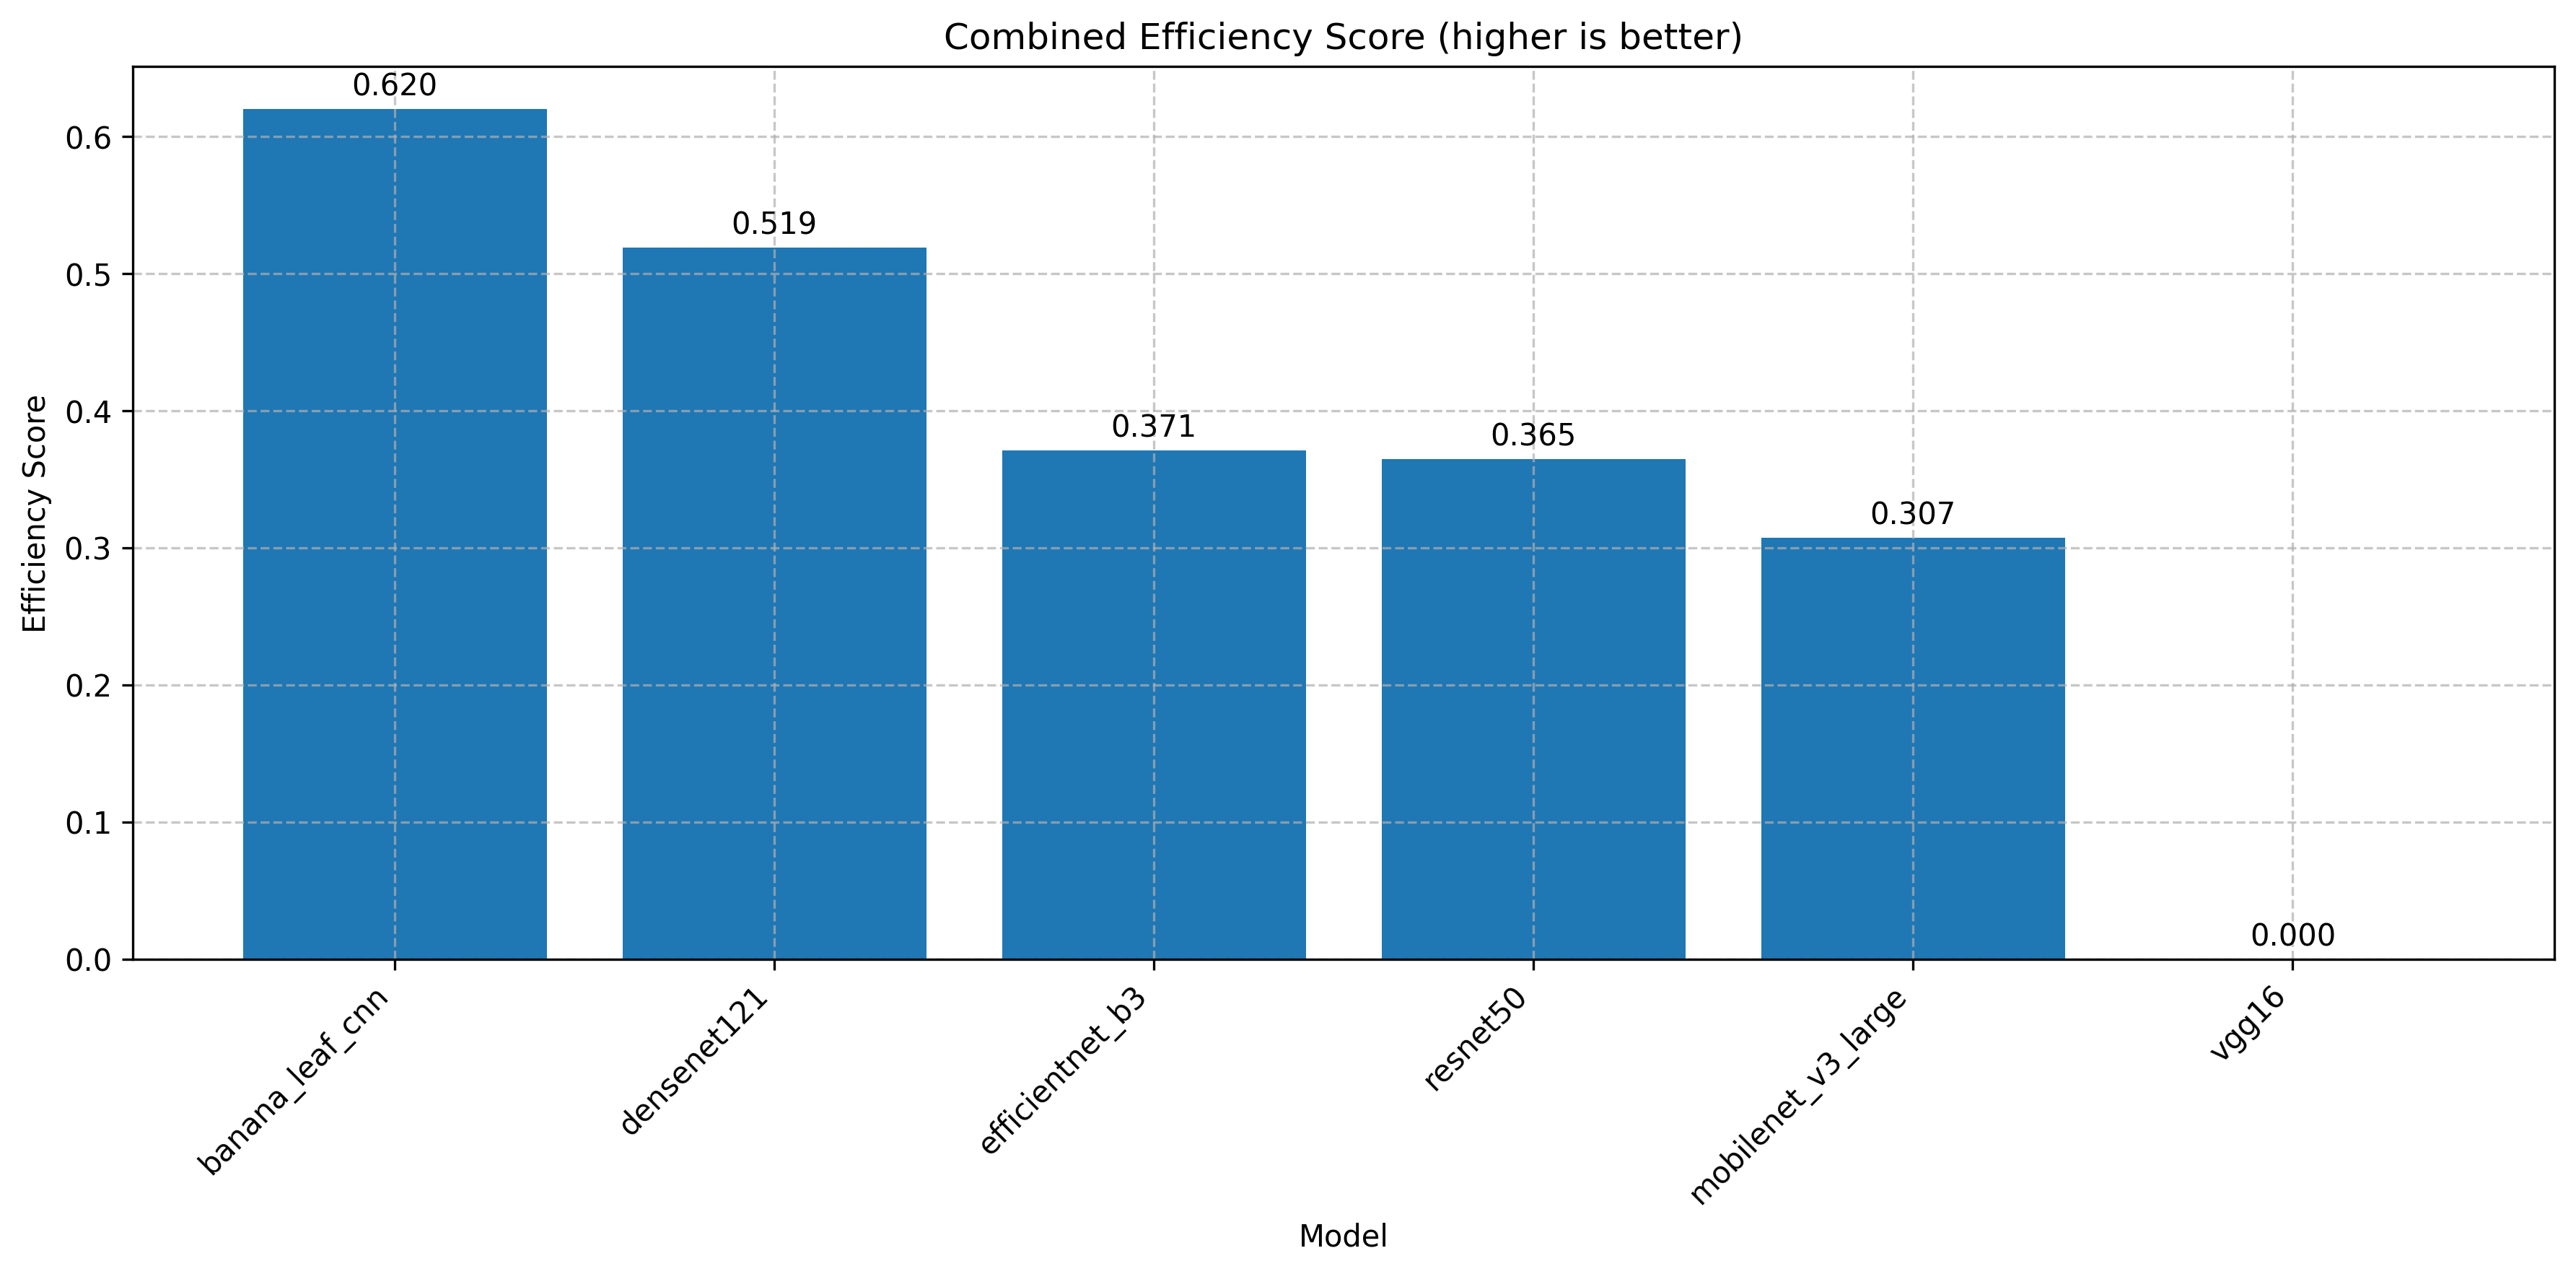 Combined Efficiency Score (higher is better)
Efficiency Score
0.6
0.5
0.4
0.3
0.2
0.1
0.0
0.620
0.519
0.371
0.365
0.307
0.000
banana_leaf_cnn
densenet121
efficientnet_b3
resnet50
mobilenet_v3_large
vgg16
Model